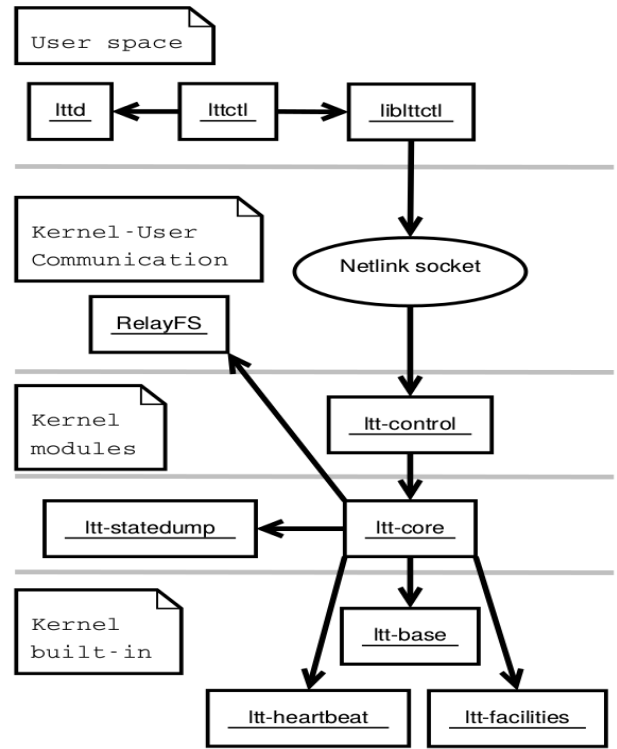 User space
lttd
lttctl
liblttctl
Kernel-User
Communication
Netlink socket
RelayFS
Kernel
modules
ltt-control
ltt-statedump
ltt-core
Kernel
built-in
ltt-base
ltt-heartbeat
ltt-facilities